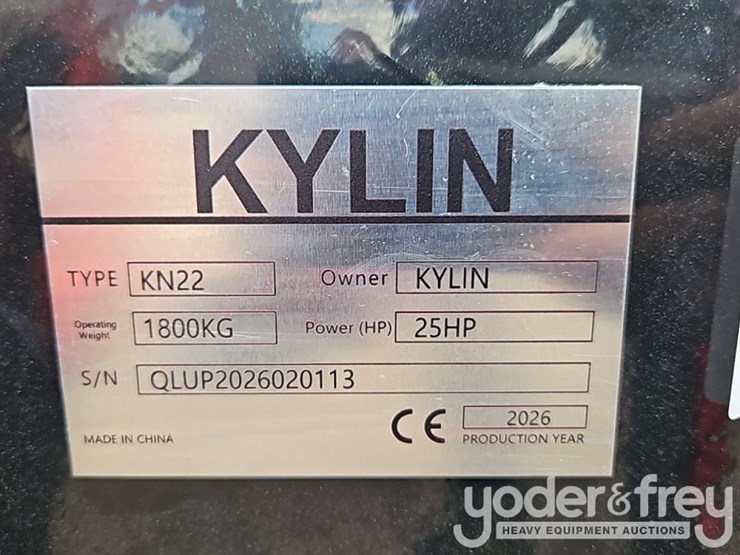 KYLIN
TYPE KN22 Owner KYLIN
Operating Weight 1800KG Power (HP) 25HP
S/N QLUP2026020113
CE 2026
MADE IN CHINA PRODUCTION YEAR
yoder&frey
HEAVY EQUIPMENT AUCTIONS